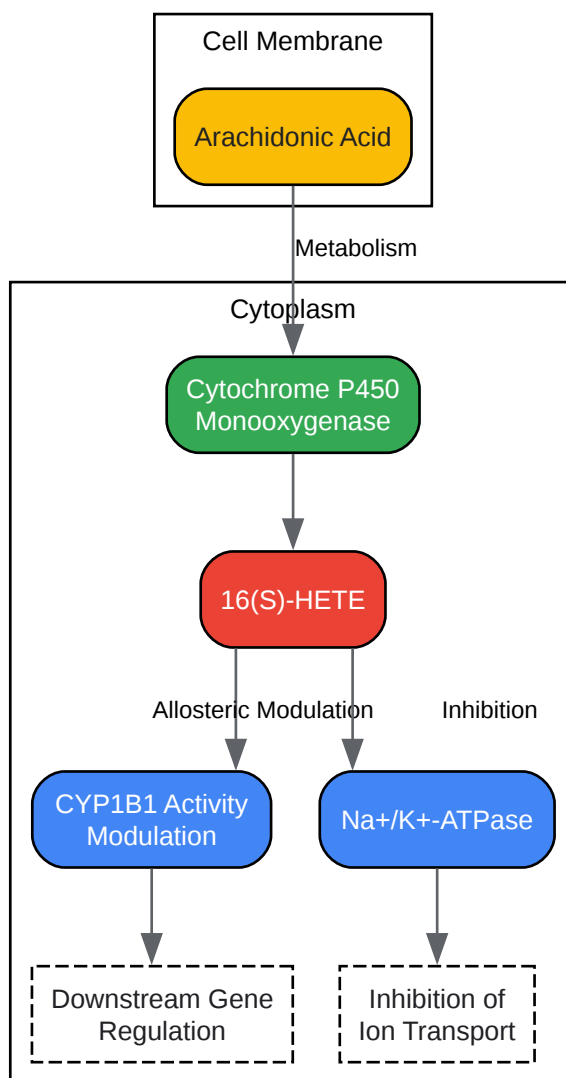 Cell Membrane
Arachidonic Acid
Metabolism
Cytoplasm
Cytochrome P450
Monooxygenase
16(S)-HETE
Allosteric Modulation
Inhibition
CYP1B1 Activity
Modulation
Na+/K+-ATPase
Downstream Gene
Regulation
Inhibition of
Ion Transport